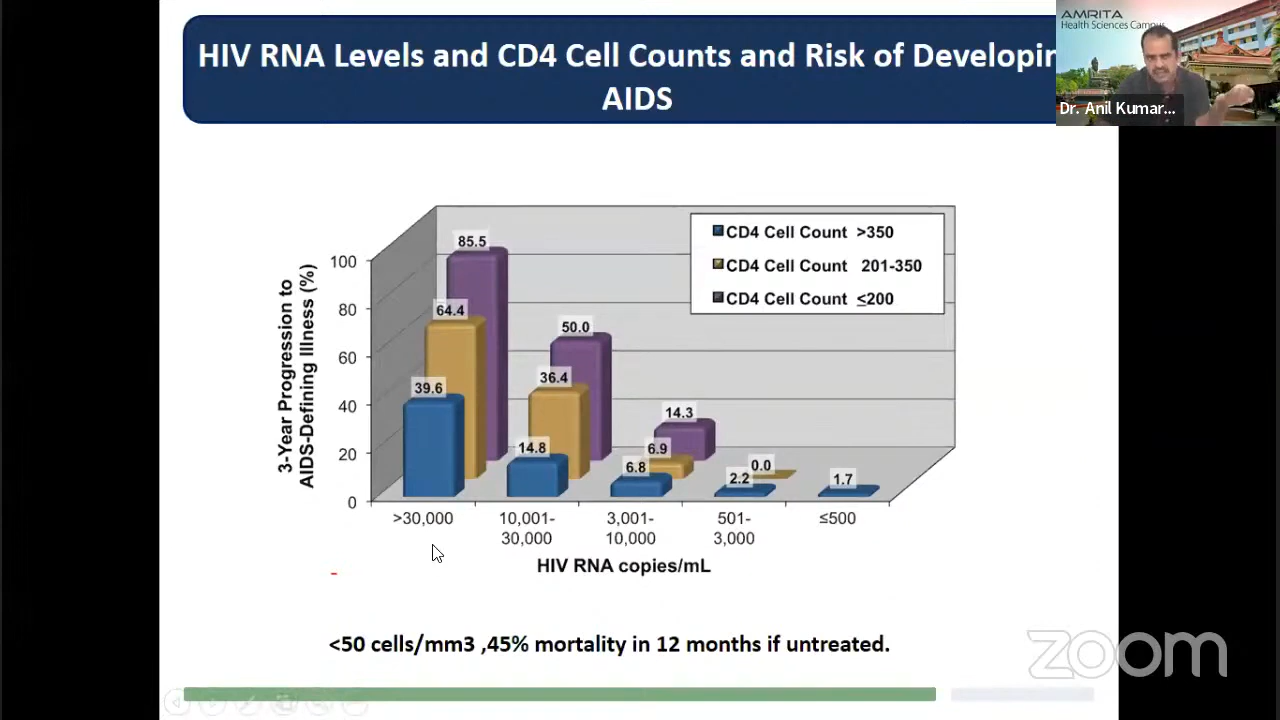 HIV RNA Levels and CD4 Cell Counts and Risk of Developin
AIDS
AMRITA
Health Sciences Campus
Dr. Anil Kumar...
CD4 Cell Count >350
CD4 Cell Count 201-350
CD4 Cell Count ≤200
3-Year Progression to
AIDS-Defining Illness (%)
100
80
60
40
20
0
85.5
64.4
39.6
50.0
36.4
14.8
14.3
6.9
6.8
0.0
2.2
1.7
>30,000
10,001-
30,000
3,001-
10,000
501-
3,000
≤500
HIV RNA copies/mL
<50 cells/mm3 ,45% mortality in 12 months if untreated.
zoom